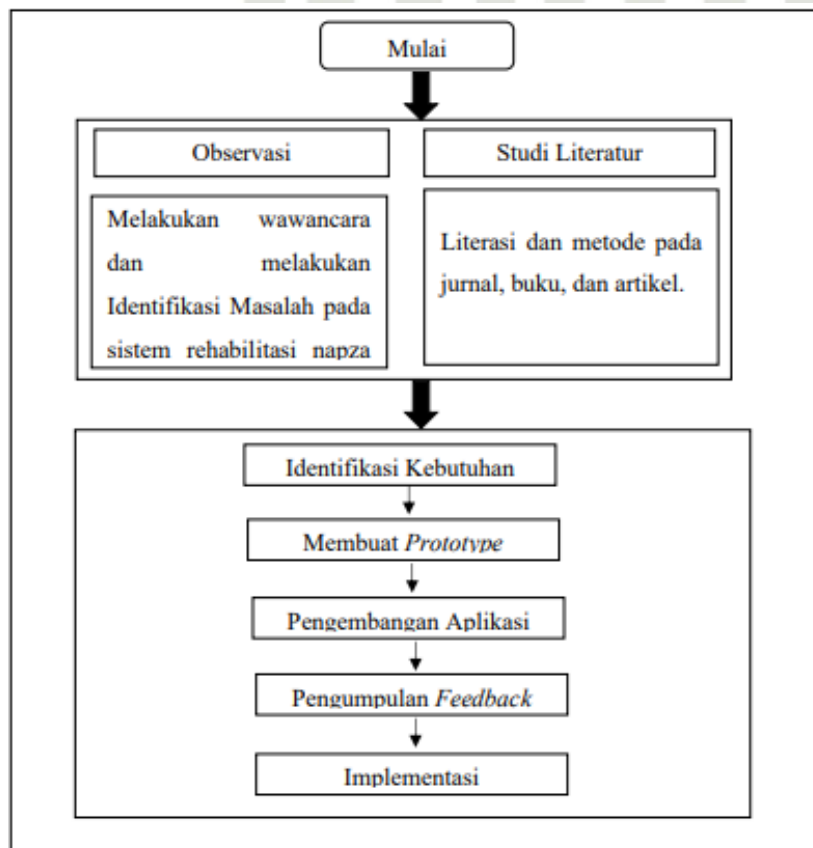 Mulai
Observasi
Studi Literatur
Melakukan wawancara
dan melakukan
Identifikasi Masalah pada
sistem rehabilitasi napza
Literasi dan metode pada
jurnal, buku, dan artikel.
Identifikasi Kebutuhan
Membuat Prototype
Pengembangan Aplikasi
Pengumpulan Feedback
Implementasi